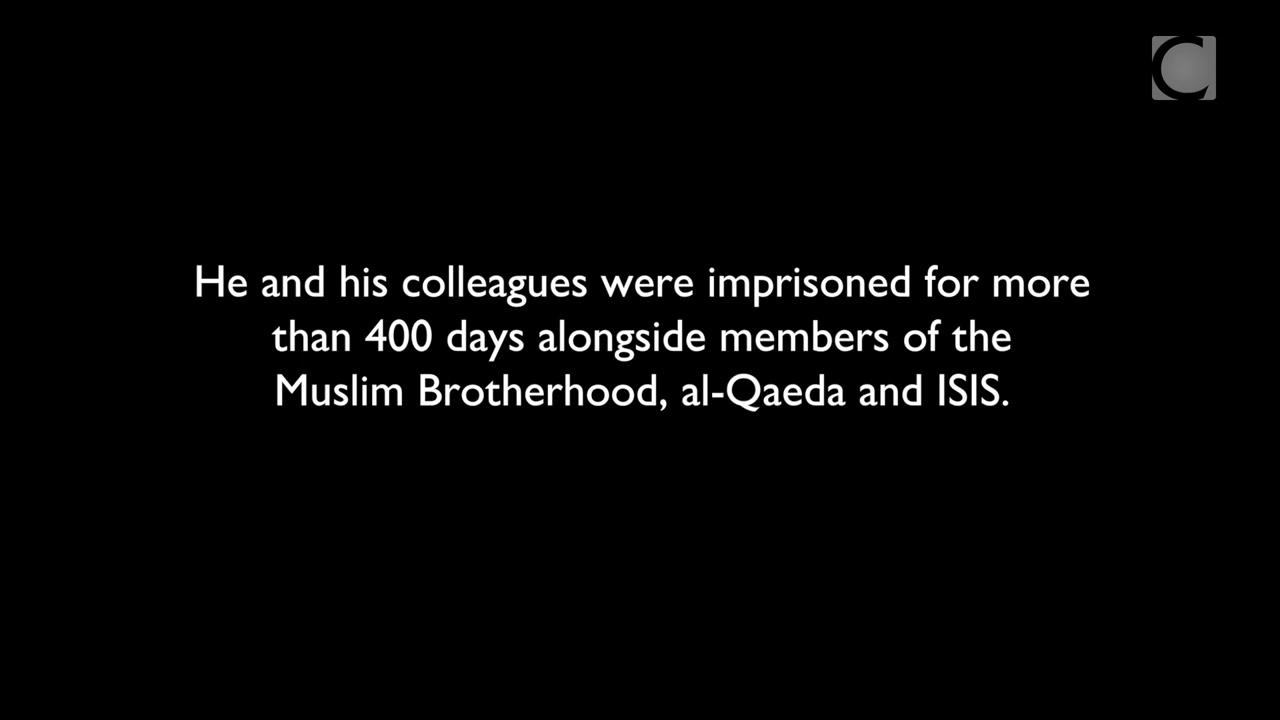 C
He and his colleagues were imprisoned for more
than 400 days alongside members of the
Muslim Brotherhood, al-Qaeda and ISIS.